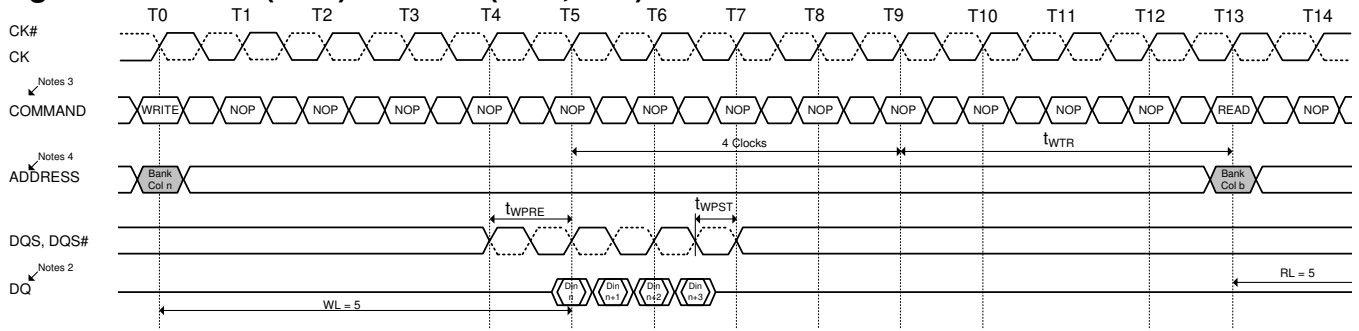 T0 T1 T2 T3 T4 T5 T6 T7 T8 T9 T10 T11 T12 T13 T14
CK#
CK
Notes 3
COMMAND WRITE NOP NOP NOP NOP NOP NOP NOP NOP NOP NOP NOP NOP READ NOP
4 Clocks tWTR
Notes 4
ADDRESS Bank Col n Bank Col b
tWPRE tWPST
DQS, DQS#
Notes 2
DQ Din n Din n+1 Din n+2 Din n+3
RL = 5
WL = 5